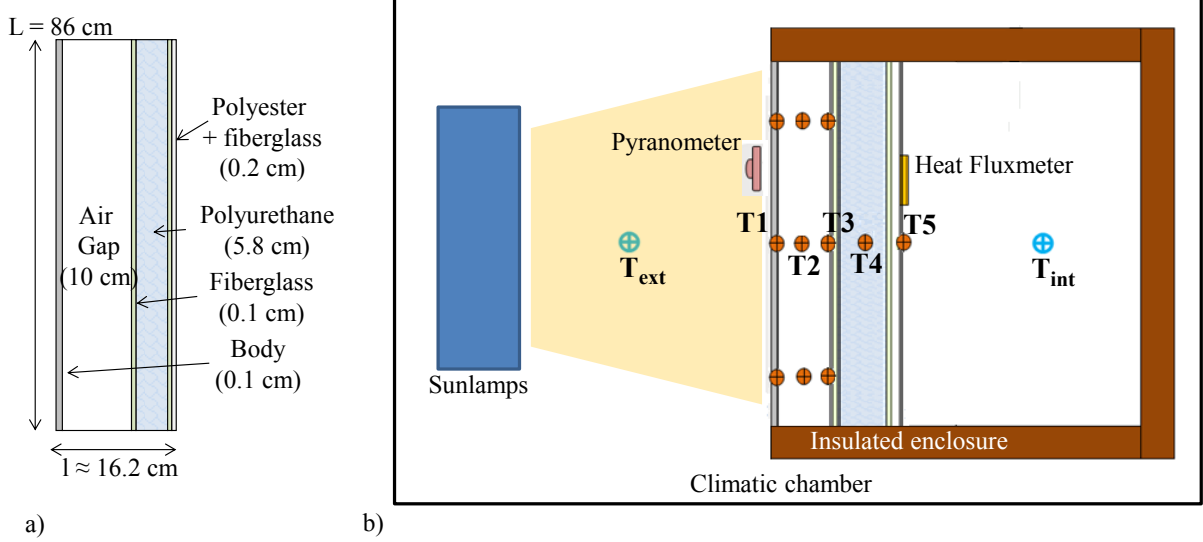 L = 86 cm
Polyester
+ fiberglass
(0.2 cm)
Air
Gap
(10 cm)
Polyurethane
(5.8 cm)
Fiberglass
(0.1 cm)
Body
(0.1 cm)
l ≈ 16.2 cm
a)
Pyranometer
Heat Fluxmeter
T1
T2
T3
T4
T5
T_ext
T_int
Sunlamps
Insulated enclosure
Climatic chamber
b)